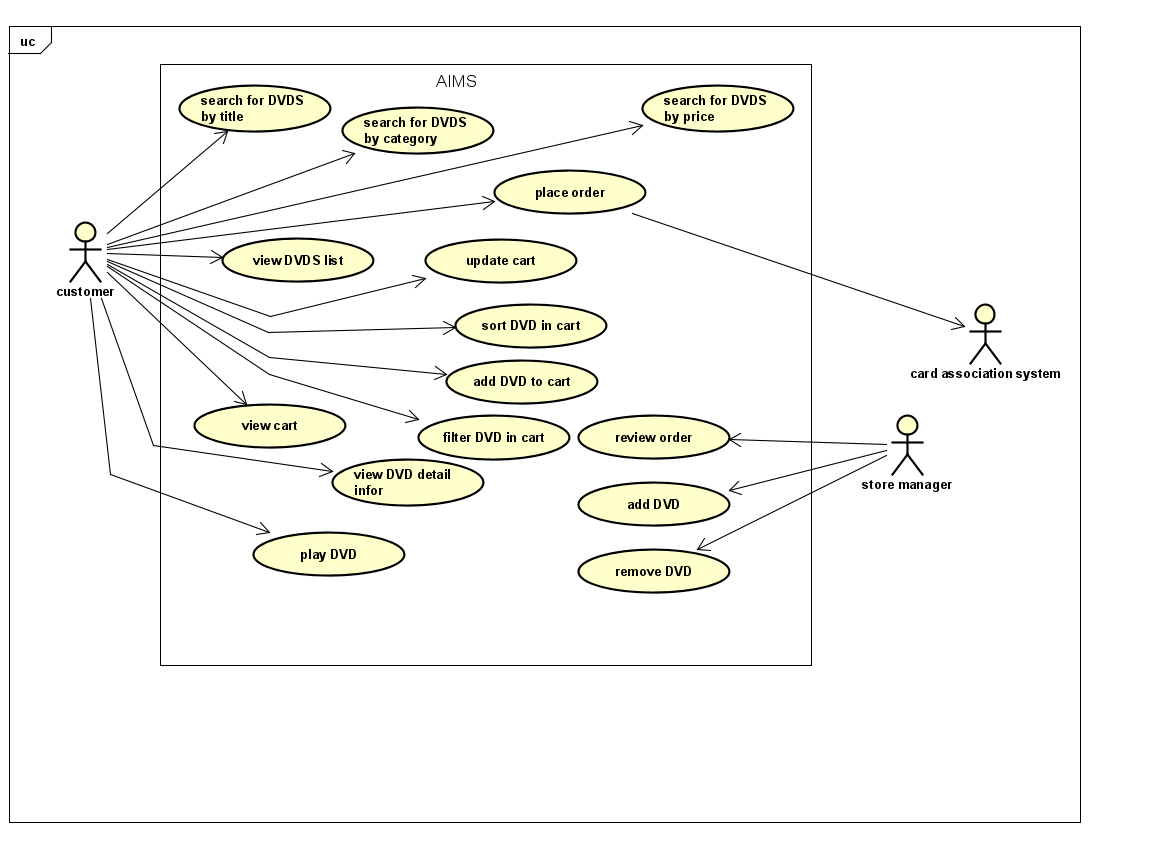 uc
AIMS
search for DVDS
by title
search for DVDS
by category
search for DVDS
by price
place order
view DVDS list
update cart
customer
sort DVD in cart
card association system
add DVD to cart
view cart
filter DVD in cart
review order
view DVD detail
infor
store manager
add DVD
play DVD
remove DVD